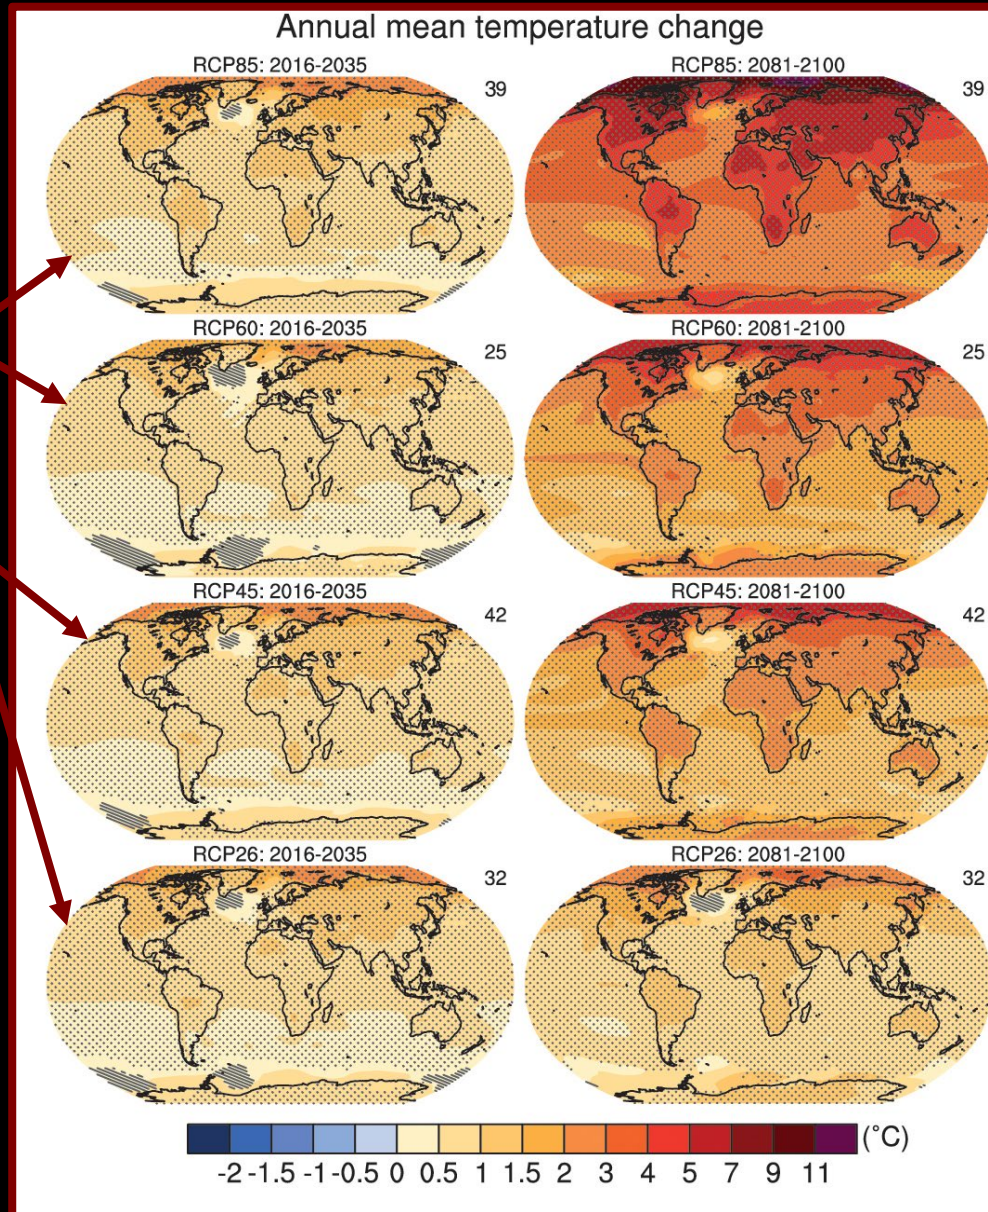 Annual mean temperature change
RCP85: 2016-2035
39
RCP85: 2081-2100
39
RCP60: 2016-2035
25
RCP60: 2081-2100
25
RCP45: 2016-2035
42
RCP45: 2081-2100
42
RCP26: 2016-2035
32
RCP26: 2081-2100
32
(°C)
-2 -1.5 -1 -0.5 0 0.5 1 1.5 2 3 4 5 7 9 11